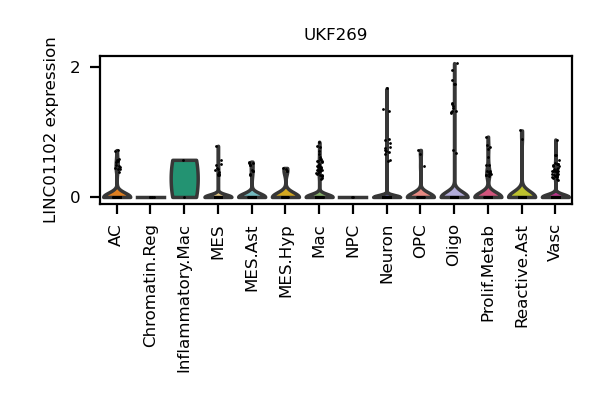 UKF269
LINC01102 expression
2
0
AC
Chromatin.Reg
Inflammatory.Mac
MES
MES.Ast
MES.Hyp
Mac
NPC
Neuron
OPC
Oligo
Prolif.Metab
Reactive.Ast
Vasc